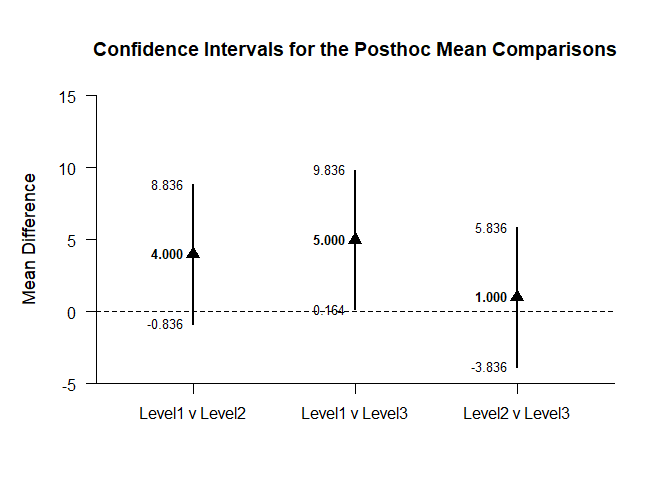 Confidence Intervals for the Posthoc Mean Comparisons
Mean Difference
15
10
5
0
-5
8.836
4.000
-0.836
9.836
5.000
0.164
5.836
1.000
-3.836
Level1 v Level2
Level1 v Level3
Level2 v Level3